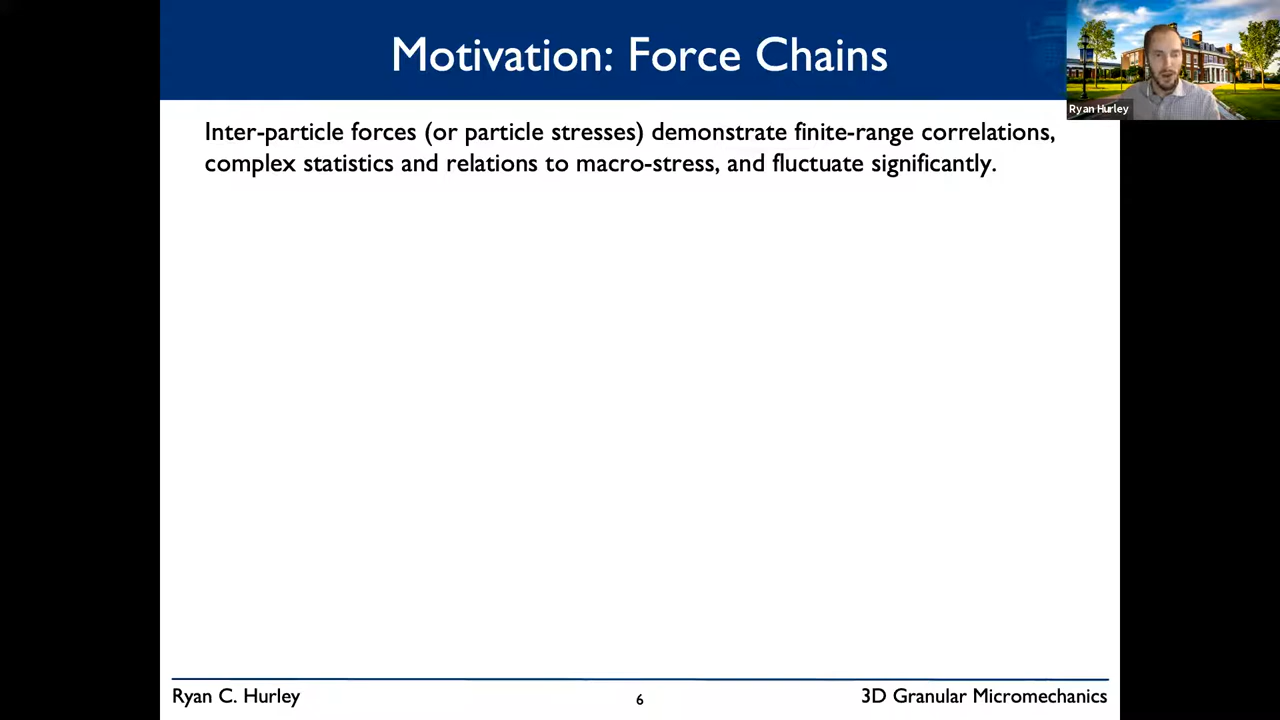 Motivation: Force Chains
Ryan Hurley
Inter-particle forces (or particle stresses) demonstrate finite-range correlations,
complex statistics and relations to macro-stress, and fluctuate significantly.
Ryan C. Hurley
6
3D Granular Micromechanics